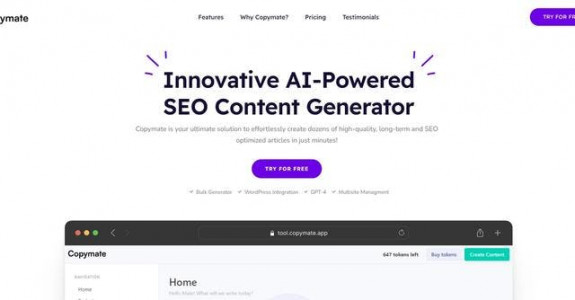 ymate
Features
Why Copymate?
Pricing
Testimonials
TRY FOR FR
Innovative AI-Powered
SEO Content Generator
Copymate is your ultimate solution to effortlessly create dozens of high-quality, long-term and SEO
optimized articles in just minutes!
TRY FOR FREE
Bulk Generator
WordPress Integration
GPT-4
Multisite Managment
tool.copymate.app
Copymate
647 tokens left
Buy tokens
Create Content
NAVIGATION
Home
Home
Hello Alister What will we write today?